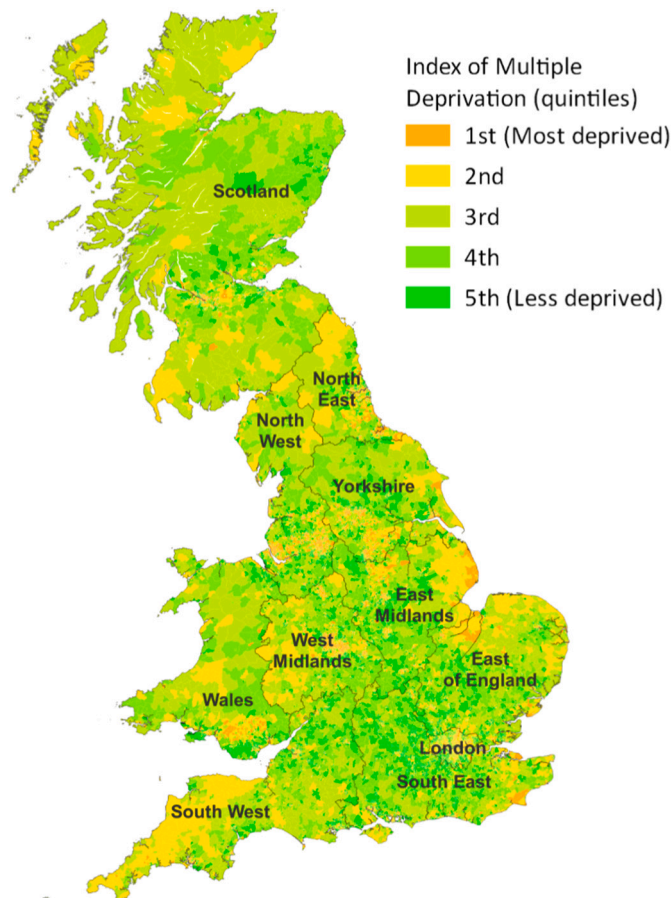 Index of Multiple
Deprivation (quintiles)
1st (Most deprived)
2nd
3rd
4th
5th (Less deprived)
Scotland
North
East
North
West
Yorkshire
East
Midlands
West
Midlands
East
of England
Wales
London
South East
South West